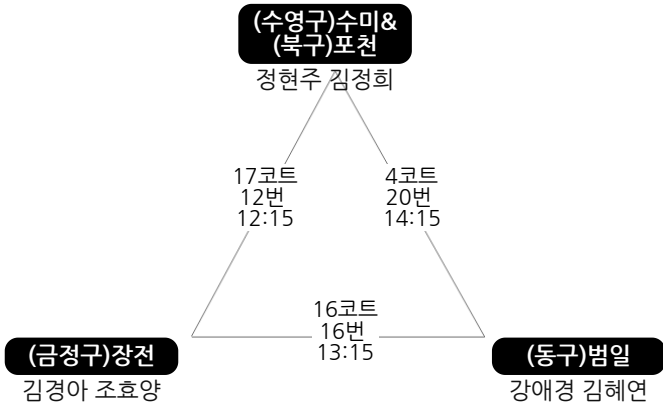 (수영구)수미&
(북구)포천
정현주 김정희
17코트
12번
12:15
4코트
20번
14:15
16코트
16번
13:15
(금정구)장전
김경아 조효양
(동구)범일
강애경 김혜연